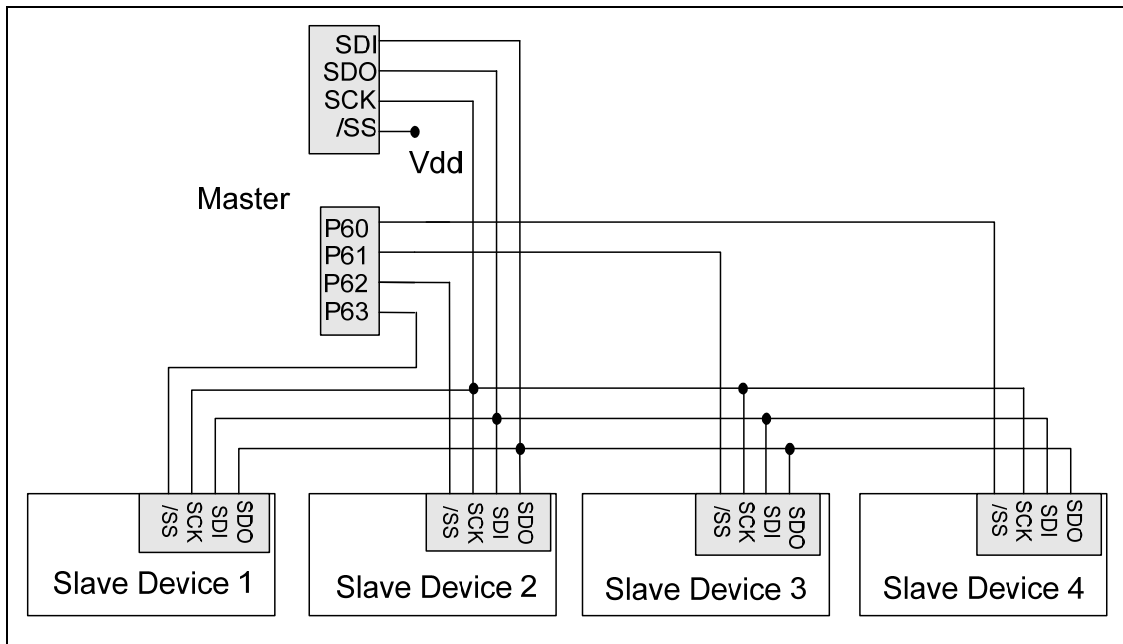 SDI
SDO
SCK
/SS
Vdd
Master
P60
P61
P62
P63
/SS
SCK
SDI
SDO
Slave Device 1
/SS
SCK
SDI
SDO
Slave Device 2
/SS
SCK
SDI
SDO
Slave Device 3
/SS
SCK
SDI
SDO
Slave Device 4